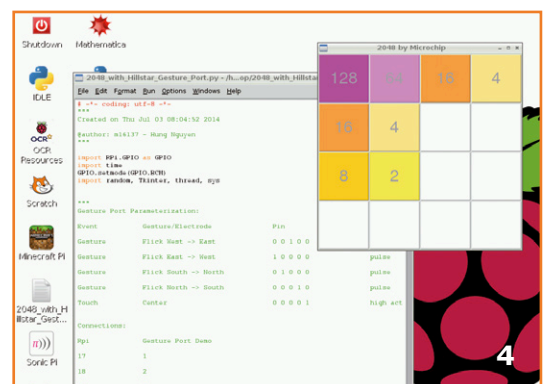 Shutdown
Mathematica
IDLE
OCR
OCR
Resources
Scratch
Minecraft Pi
2048_with_H
illstar_Gest...
Sonic Pi
2048_with_Hillstar_Gesture_Port.py - /h...op/2048_with_Hillsta
File Edit Format Run Options Windows Help
# -*- coding: utf-8 -*-
"""
Created on Thu Jul 03 08:04:52 2014
@author: m16137 - Hung Nguyen
"""
import RPi.GPIO as GPIO
import time
GPIO.setmode(GPIO.BCM)
import random, Tkinter, thread, sys
"""
Gesture Port Parameterization:
Event Gesture/Electrode Pin
Gesture Flick West -> East 0 0 1 0 0
Gesture Flick East -> West 1 0 0 0 0 pulse
Gesture Flick South -> North 0 1 0 0 0 pulse
Gesture Flick North -> South 0 0 0 1 0 pulse
Touch Center 0 0 0 0 1 high act
Connections:
Rpi Gesture Port Demo
17 1
18 2
2048 by Microchip
128 64 16 4
16 4
8 2
4